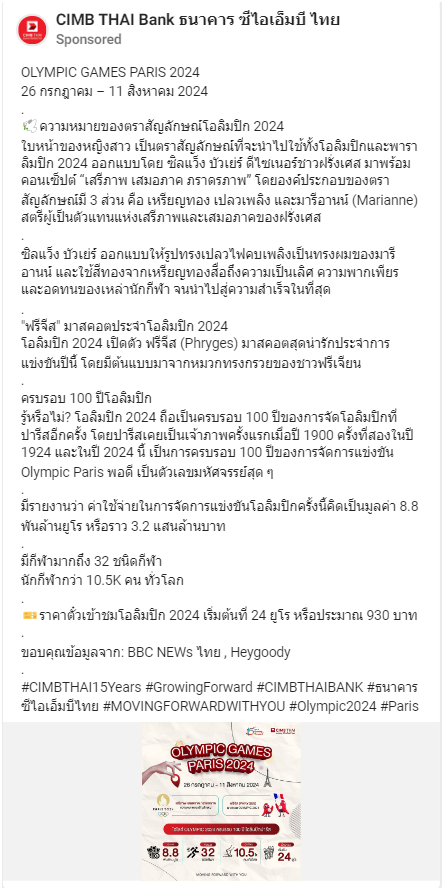 CIMB THAI Bank ธนาคาร ซีไอเอ็มบี ไทย
Sponsored
OLYMPIC GAMES PARIS 2024
26 กรกฎาคม – 11 สิงหาคม 2024
.
🕊️ความหมายของตราสัญลักษณ์โอลิมปิก 2024
ใบหน้าของหญิงสาว เป็นตราสัญลักษณ์ที่จะนำไปใช้ทั้งโอลิมปิกและพารา
ลิมปิก 2024 ออกแบบโดย ซิลแว็ง บัวเย่ร์ ดีไซเนอร์ชาวฝรั่งเศส มาพร้อม
คอนเซ็ปต์ “เสรีภาพ เสมอภาค ภราดรภาพ” โดยองค์ประกอบของตรา
สัญลักษณ์มี 3 ส่วน คือ เหรียญทอง เปลวเพลิง และมารีอานน์ (Marianne)
สตรีผู้เป็นตัวแทนแห่งเสรีภาพและเสมอภาคของฝรั่งเศส
.
ซิลแว็ง บัวเย่ร์ ออกแบบให้รูปทรงเปลวไฟคบเพลิงเป็นทรงผมของมารี
อานน์ และใช้สีทองจากเหรียญทองสื่อถึงความเป็นเลิศ ความพากเพียร
และอดทนของเหล่านักกีฬา จนนำไปสู่ความสำเร็จในที่สุด
.
"ฟรีจีส" มาสคอตประจำโอลิมปิก 2024
โอลิมปิก 2024 เปิดตัว ฟรีจีส (Phryges) มาสคอตสุดน่ารักประจำการ
แข่งขันปีนี้ โดยมีต้นแบบมาจากหมวกทรงกรวยของชาวฟรีเจียน
.
ครบรอบ 100 ปีโอลิมปิก
รู้หรือไม่? โอลิมปิก 2024 ถือเป็นครบรอบ 100 ปีของการจัดโอลิมปิกที่
ปารีสอีกครั้ง โดยปารีสเคยเป็นเจ้าภาพครั้งแรกเมื่อปี 1900 ครั้งที่สองในปี
1924 และในปี 2024 นี้ เป็นการครบรอบ 100 ปีของการจัดการแข่งขัน
Olympic Paris พอดี เป็นตัวเลขมหัศจรรย์สุด ๆ
.
มีรายงานว่า ค่าใช้จ่ายในการจัดการแข่งขันโอลิมปิกครั้งนี้คิดเป็นมูลค่า 8.8
พันล้านยูโร หรือราว 3.2 แสนล้านบาท
.
มีกีฬามากถึง 32 ชนิดกีฬา
นักกีฬากว่า 10.5K คน ทั่วโลก
.
🎫ราคาตั๋วเข้าชมโอลิมปิก 2024 เริ่มต้นที่ 24 ยูโร หรือประมาณ 930 บาท
.
ขอบคุณข้อมูลจาก: BBC NEWs ไทย , Heygoody
.
#CIMBTHAI15Years #GrowingForward #CIMBTHAIBANK #ธนาคาร
ซีไอเอ็มบีไทย #MOVINGFORWARDWITHYOU #Olympic2024 #Paris
CIMB THAI
OLYMPIC GAMES
PARIS 2024
26 กรกฎาคม - 11 สิงหาคม 2024
8.8
32
10.5
24
MOVING FORWARD WITH YOU